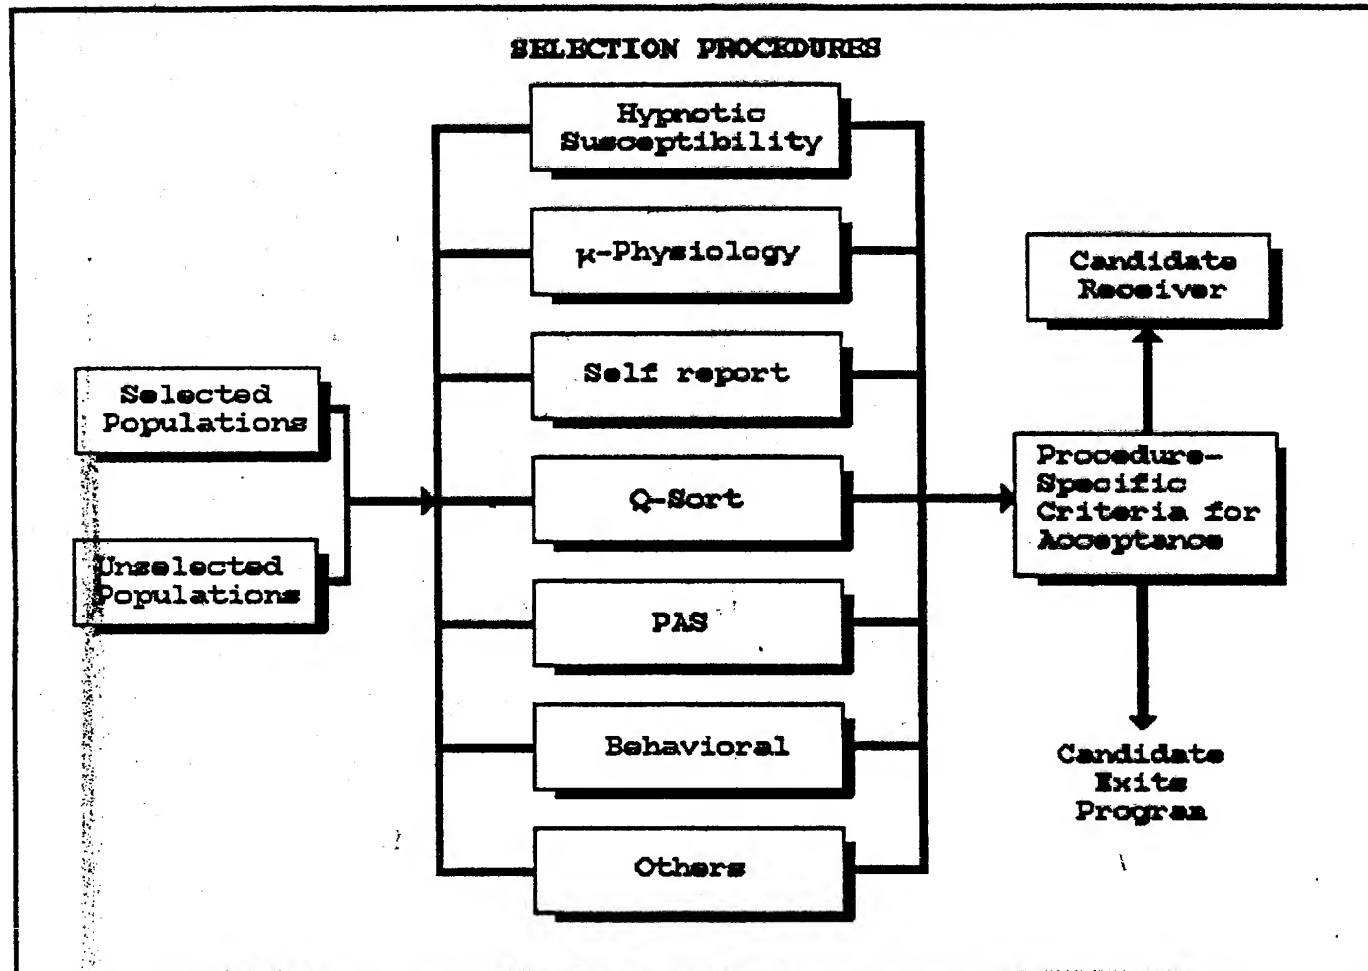 SELECTION PROCEDURES
Hypnotic
Susceptibility
μ-Physiology
Self report
Q-Sort
PAS
Behavioral
Others
Selected
Populations
Unselected
Populations
Procedure-
Specific
Criteria for
Acceptance
Candidate
Receiver
Candidate
Exits
Program